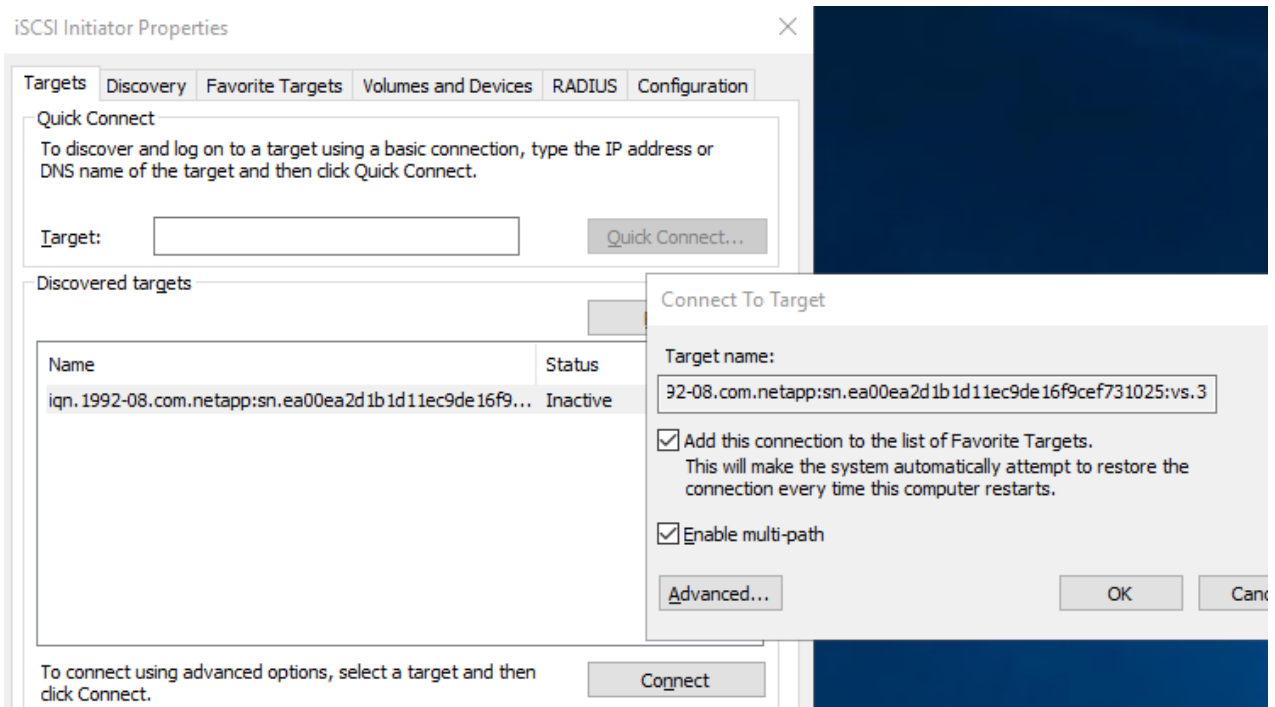 iSCSI Initiator Properties
Targets Discovery Favorite Targets Volumes and Devices RADIUS Configuration
Quick Connect
To discover and log on to a target using a basic connection, type the IP address or
DNS name of the target and then click Quick Connect.
Target:
Quick Connect...
Discovered targets
Name Status
iqn.1992-08.com.netapp:sn.ea00ea2d1b1d11ec9de16f9... Inactive
To connect using advanced options, select a target and then
click Connect.
Connect
Connect To Target
Target name:
92-08.com.netapp:sn.ea00ea2d1b1d11ec9de16f9cef731025:vs.3
Add this connection to the list of Favorite Targets.
This will make the system automatically attempt to restore the
connection every time this computer restarts.
Enable multi-path
Advanced...
OK